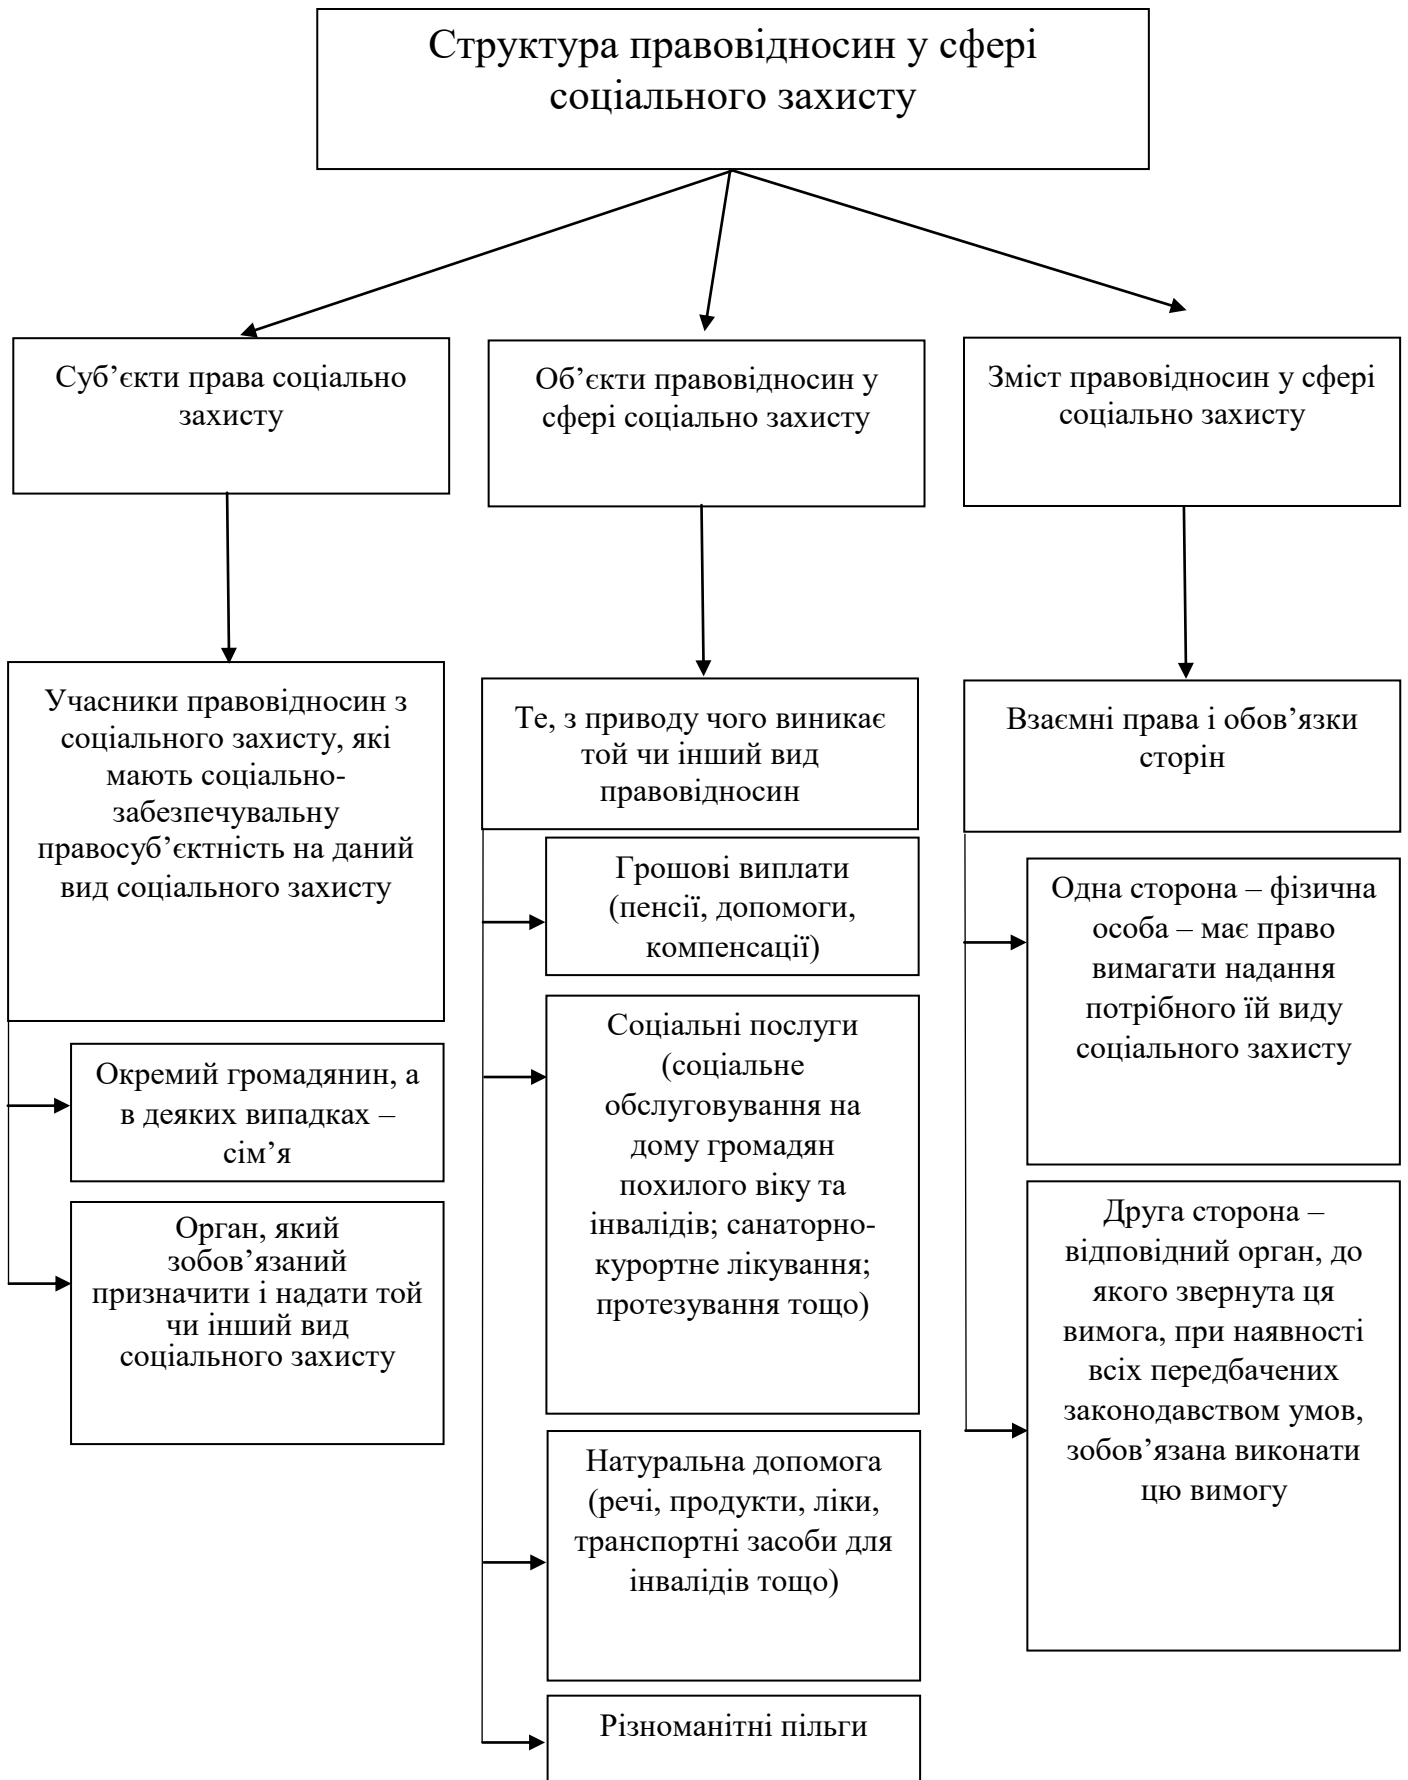 Структура правовідносин у сфері
соціального захисту
Суб’єкти права соціально
захисту
Об’єкти правовідносин у
сфері соціально захисту
Зміст правовідносин у сфері
соціально захисту
Учасники правовідносин з
соціального захисту, які
мають соціально-
забезпечувальну
правосуб’єктність на даний
вид соціального захисту
Окремий громадянин, а
в деяких випадках –
сім’я
Орган, який
зобов’язаний
призначити і надати той
чи інший вид
соціального захисту
Те, з приводу чого виникає
той чи інший вид
правовідносин
Грошові виплати
(пенсії, допомоги,
компенсації)
Соціальні послуги
(соціальне
обслуговування на
дому громадян
похилого віку та
інвалідів; санаторно-
курортне лікування;
протезування тощо)
Натуральна допомога
(речі, продукти, ліки,
транспортні засоби для
інвалідів тощо)
Різноманітні пільги
Взаємні права і обов’язки
сторін
Одна сторона – фізична
особа – має право
вимагати надання
потрібного їй виду
соціального захисту
Друга сторона –
відповідний орган, до
якого звернута ця
вимога, при наявності
всіх передбачених
законодавством умов,
зобов’язана виконати
цю вимогу